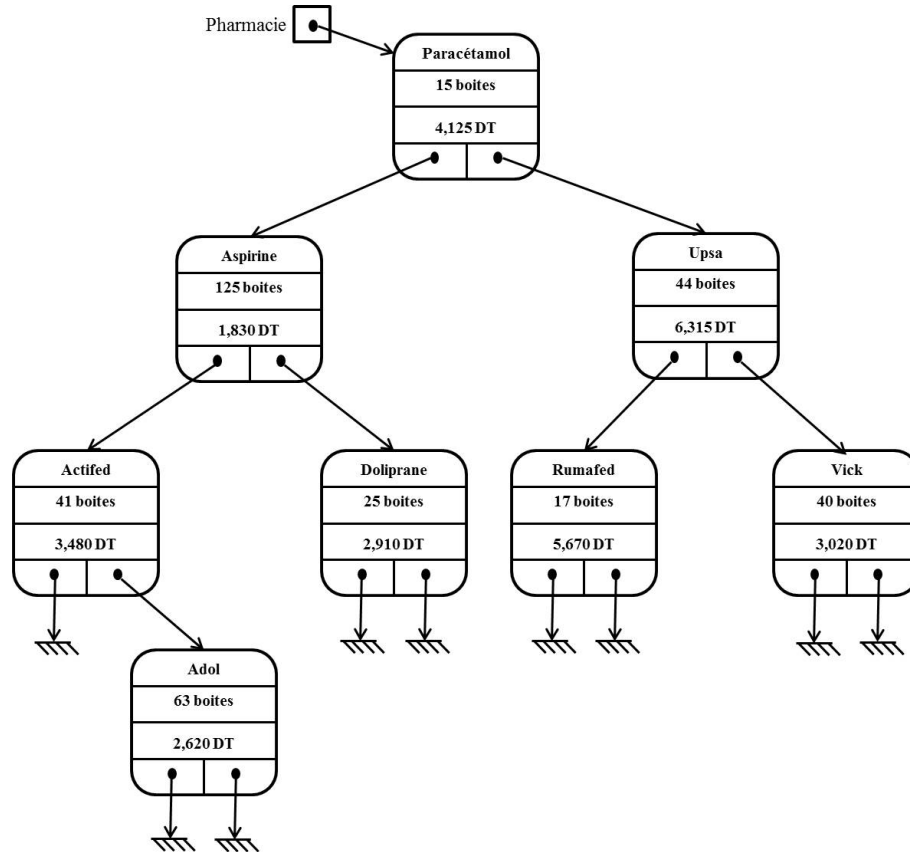 Pharmacie
Paracétamol
15 boites
4,125 DT
Aspirine
125 boites
1,830 DT
Upsa
44 boites
6,315 DT
Actifed
41 boites
3,480 DT
Doliprane
25 boites
2,910 DT
Rumafed
17 boites
5,670 DT
Vick
40 boites
3,020 DT
Adol
63 boites
2,620 DT